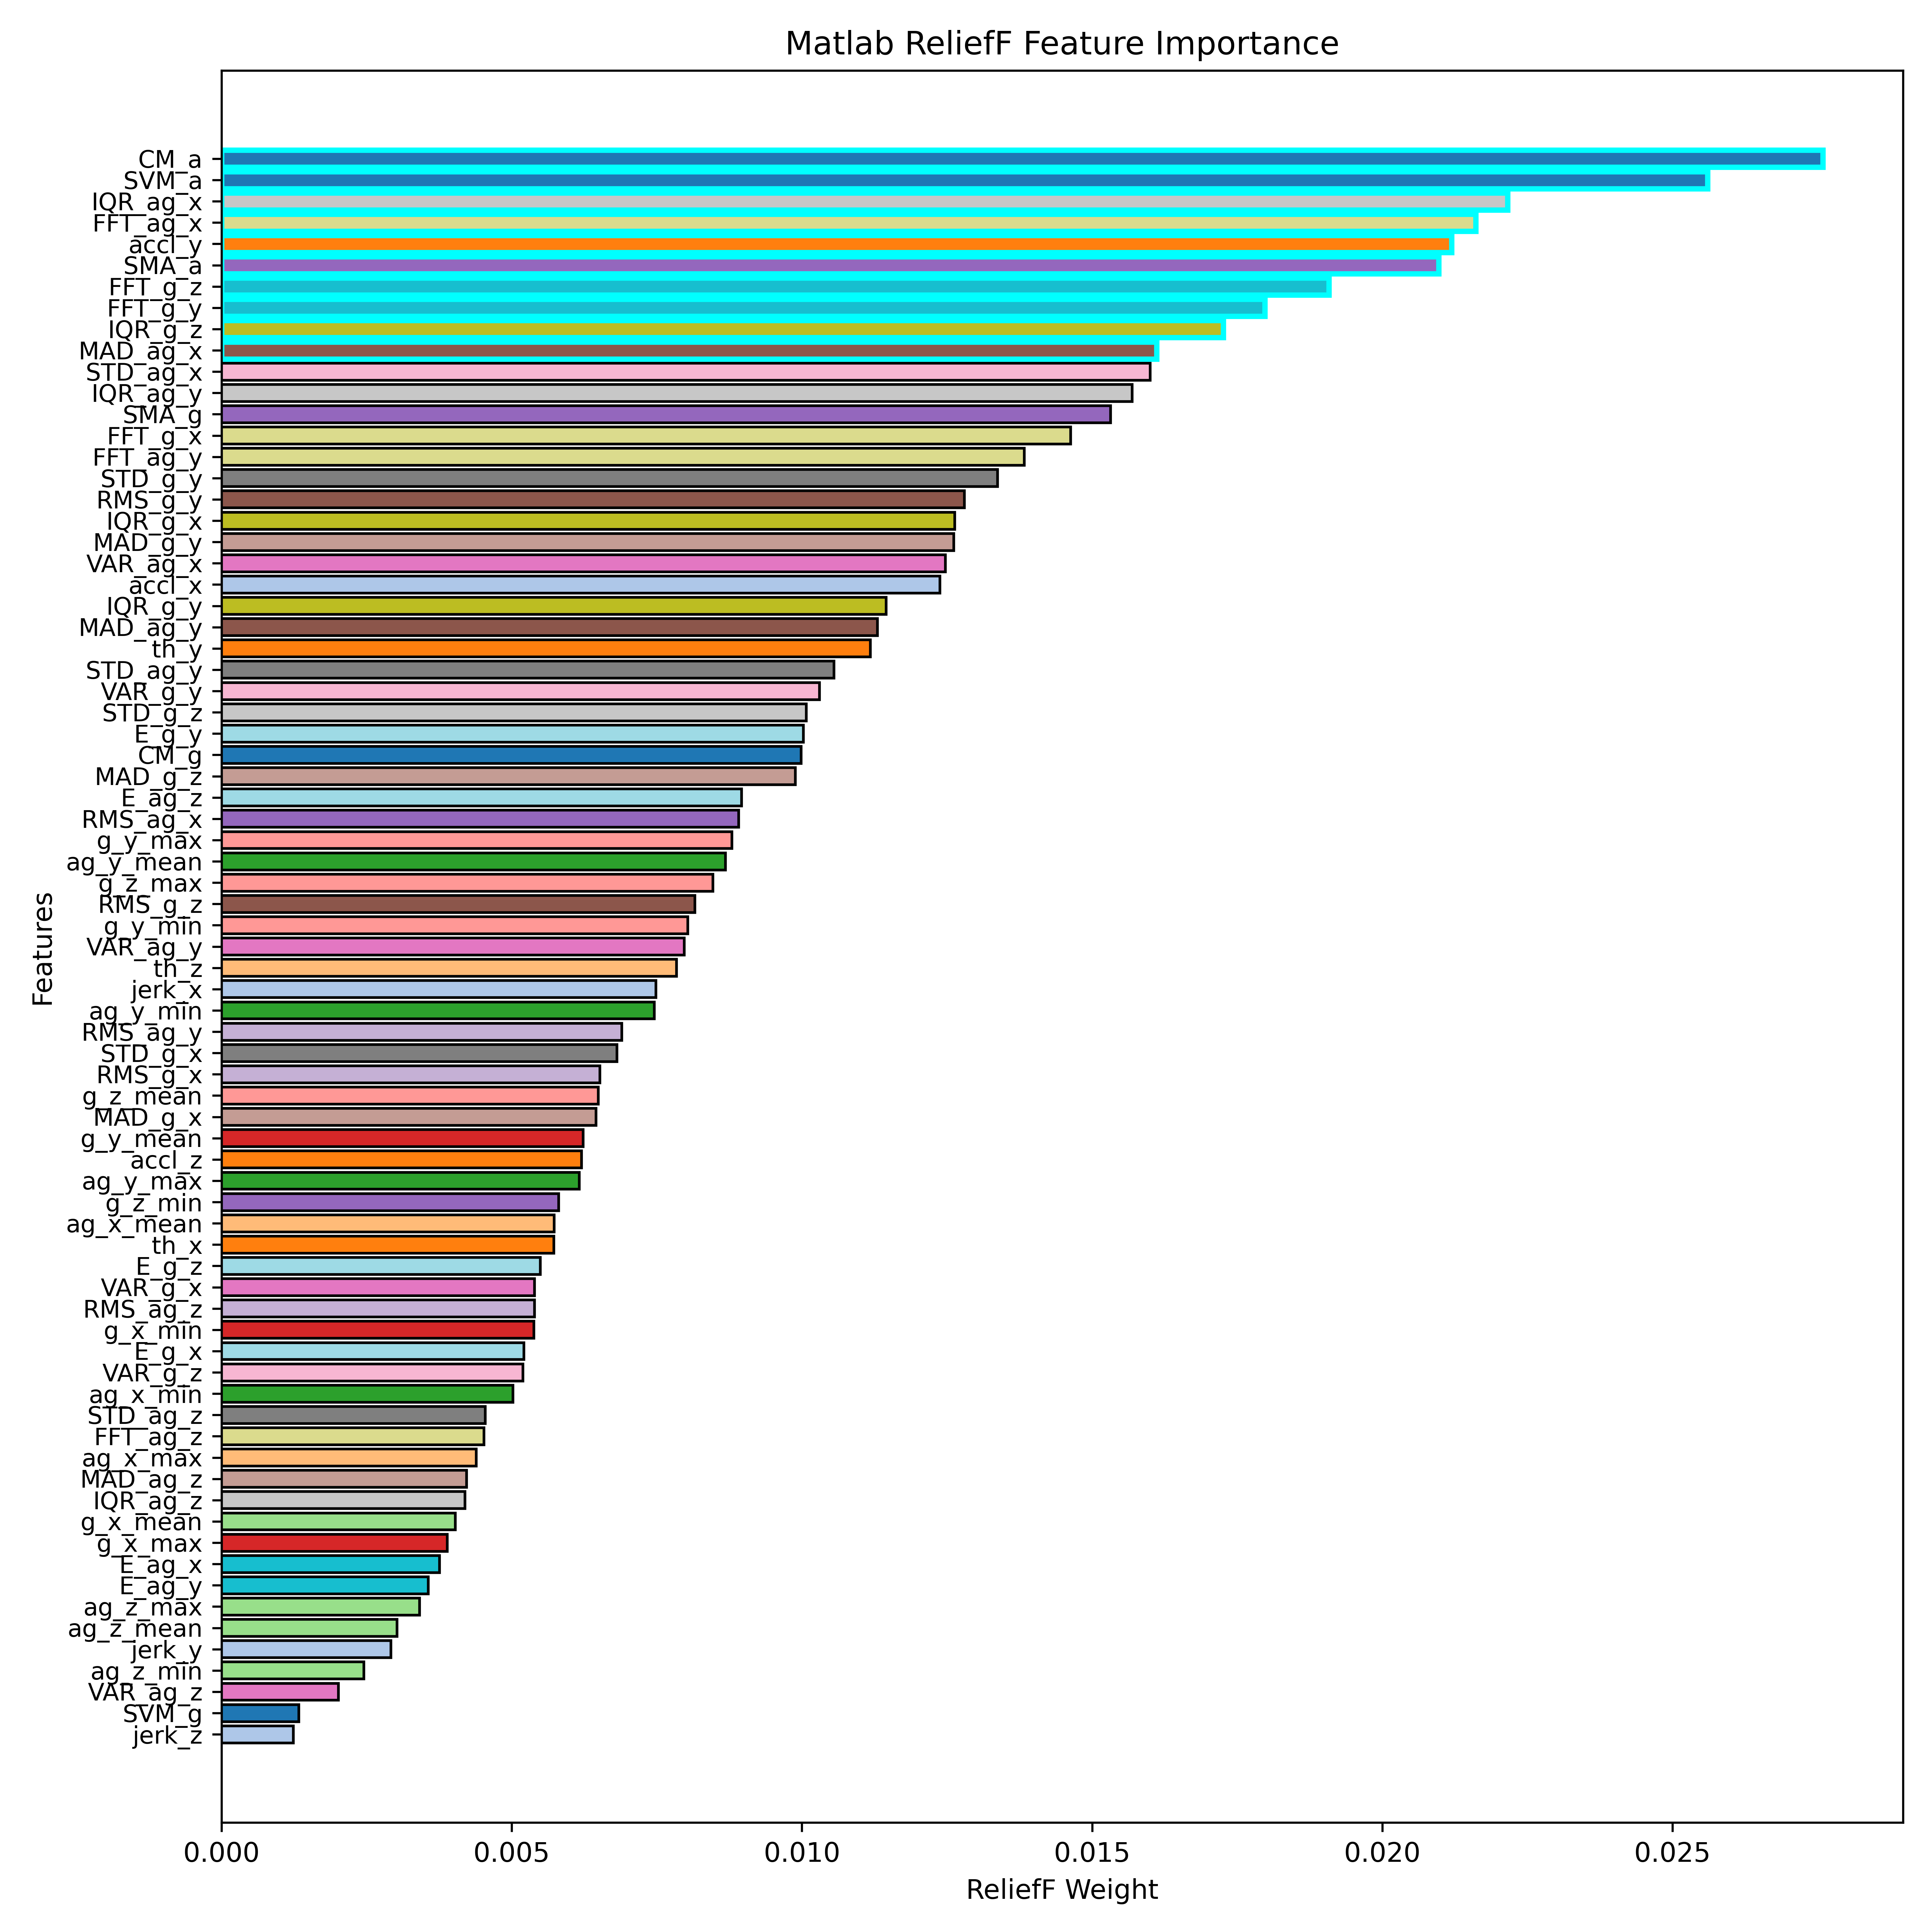 Matlab ReliefF Feature Importance
CM_a
SVM_a
IQR_ag_x
FFT_ag_x
accl_y
SMA_a
FFT_g_z
FFT_g_y
IQR_g_z
MAD_ag_x
STD_ag_x
IQR_ag_y
SMA_g
FFT_g_x
FFT_ag_y
STD_g_y
RMS_g_y
IQR_g_x
MAD_g_y
VAR_ag_x
accl_x
IQR_g_y
MAD_ag_y
th_y
STD_ag_y
VAR_g_y
STD_g_z
E_g_y
CM_g
MAD_g_z
E_ag_z
RMS_ag_x
g_y_max
ag_y_mean
g_z_max
RMS_g_z
g_y_min
VAR_ag_y
th_z
jerk_x
ag_y_min
RMS_ag_y
STD_g_x
RMS_g_x
g_z_mean
MAD_g_x
g_y_mean
accl_z
ag_y_max
g_z_min
ag_x_mean
th_x
E_g_z
VAR_g_x
RMS_ag_z
g_x_min
E_g_x
VAR_g_z
ag_x_min
STD_ag_z
FFT_ag_z
ag_x_max
MAD_ag_z
IQR_ag_z
g_x_mean
g_x_max
E_ag_x
E_ag_y
ag_z_max
ag_z_mean
jerk_y
ag_z_min
VAR_ag_z
SVM_g
jerk_z
Features
0.000 0.005 0.010 0.015 0.020 0.025
ReliefF Weight